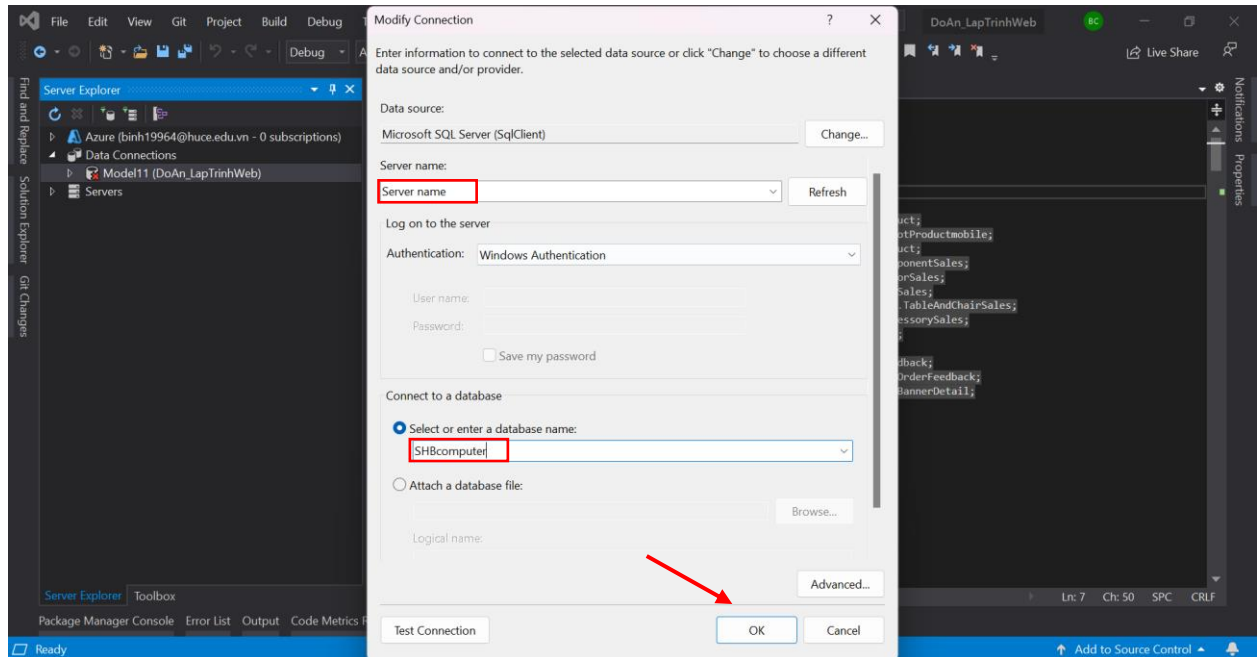 File Edit View Git Project Build Debug
DoAn_LapTrinhWeb BC
Debug
Live Share
Find and Replace
Solution Explorer
Git Changes
Server Explorer
Azure (binh19964@huce.edu.vn - 0 subscriptions)
Data Connections
Model11 (DoAn_LapTrinhWeb)
Servers
Server Explorer Toolbox
Package Manager Console Error List Output Code Metrics
Ready
Modify Connection ?
Enter information to connect to the selected data source or click "Change" to choose a different
data source and/or provider.
Data source:
Microsoft SQL Server (SqlClient) Change...
Server name:
Server name Refresh
Log on to the server
Authentication: Windows Authentication
User name:
Password:
Save my password
Connect to a database
Select or enter a database name:
SHBcomputer
Attach a database file:
Browse...
Logical name:
Advanced...
Test Connection OK Cancel
uct;
otProductmobile;
uct;
ponentSales;
orSales;
Sales;
.TableAndChairSales;
essorySales;
;
dback;
OrderFeedback;
BannerDetail;
Notifications
Properties
Ln: 7 Ch: 50 SPC CRLF
Add to Source Control